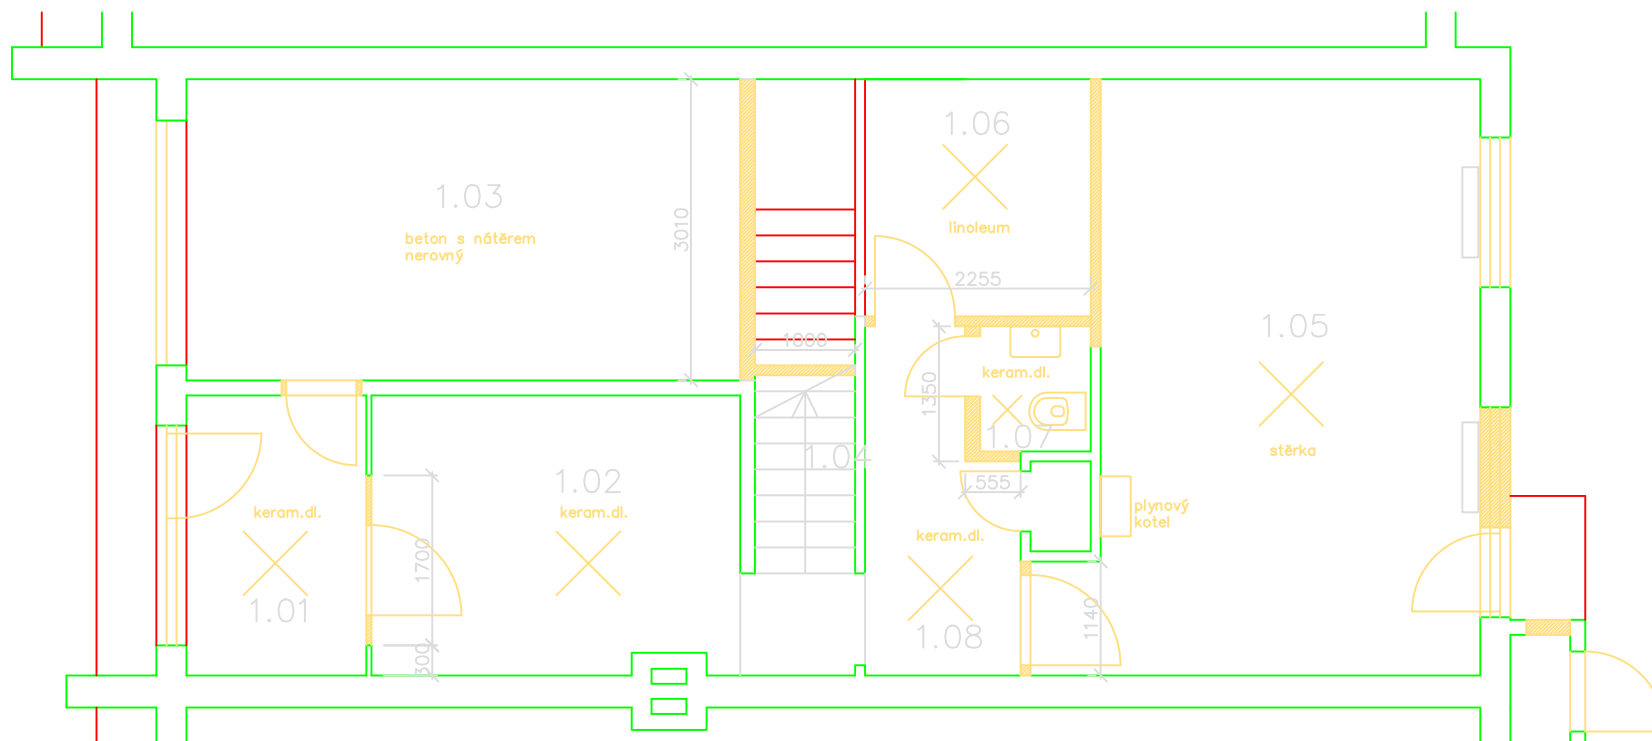 1.06
1.03
linoleum
beton s nátěrem
nerovný
3010
2255
1.05
1000
keram.dl.
1350
1.07
stěrka
1.04
1.02
555
plynový
kotel
keram.dl.
keram.dl.
keram.dl.
1700
1.01
1.08
1140
300